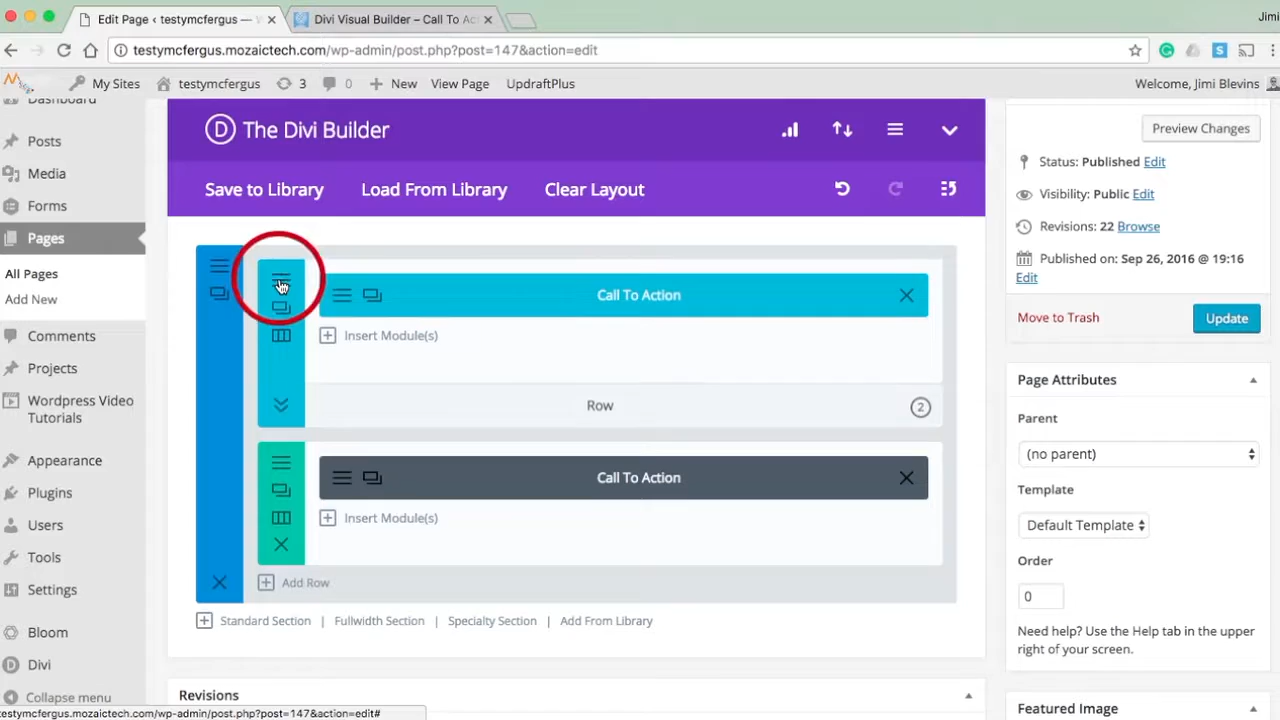 Edit Page ‹ testymcfergus — 
Divi Visual Builder – Call To Ac
Jimi
testymcfergus.mozaictech.com/wp-admin/post.php?post=147&action=edit
My Sites
testymcfergus
3
0
New
View Page
UpdraftPlus
Welcome, Jimi Blevins
Dashboard
Posts
Media
Forms
Pages
All Pages
Add New
Comments
Projects
Wordpress Video
Tutorials
Appearance
Plugins
Users
Tools
Settings
Bloom
Divi
Collapse menu
D The Divi Builder
Save to Library
Load From Library
Clear Layout
Call To Action
Insert Module(s)
Row
2
Call To Action
Insert Module(s)
Add Row
Standard Section | Fullwidth Section | Specialty Section | Add From Library
Revisions
Preview Changes
Status: Published Edit
Visibility: Public Edit
Revisions: 22 Browse
Published on: Sep 26, 2016 @ 19:16
Edit
Move to Trash
Update
Page Attributes
Parent
(no parent)
Template
Default Template
Order
0
Need help? Use the Help tab in the upper
right of your screen.
Featured Image
testymcfergus.mozaictech.com/wp-admin/post.php?post=147&action=edit#